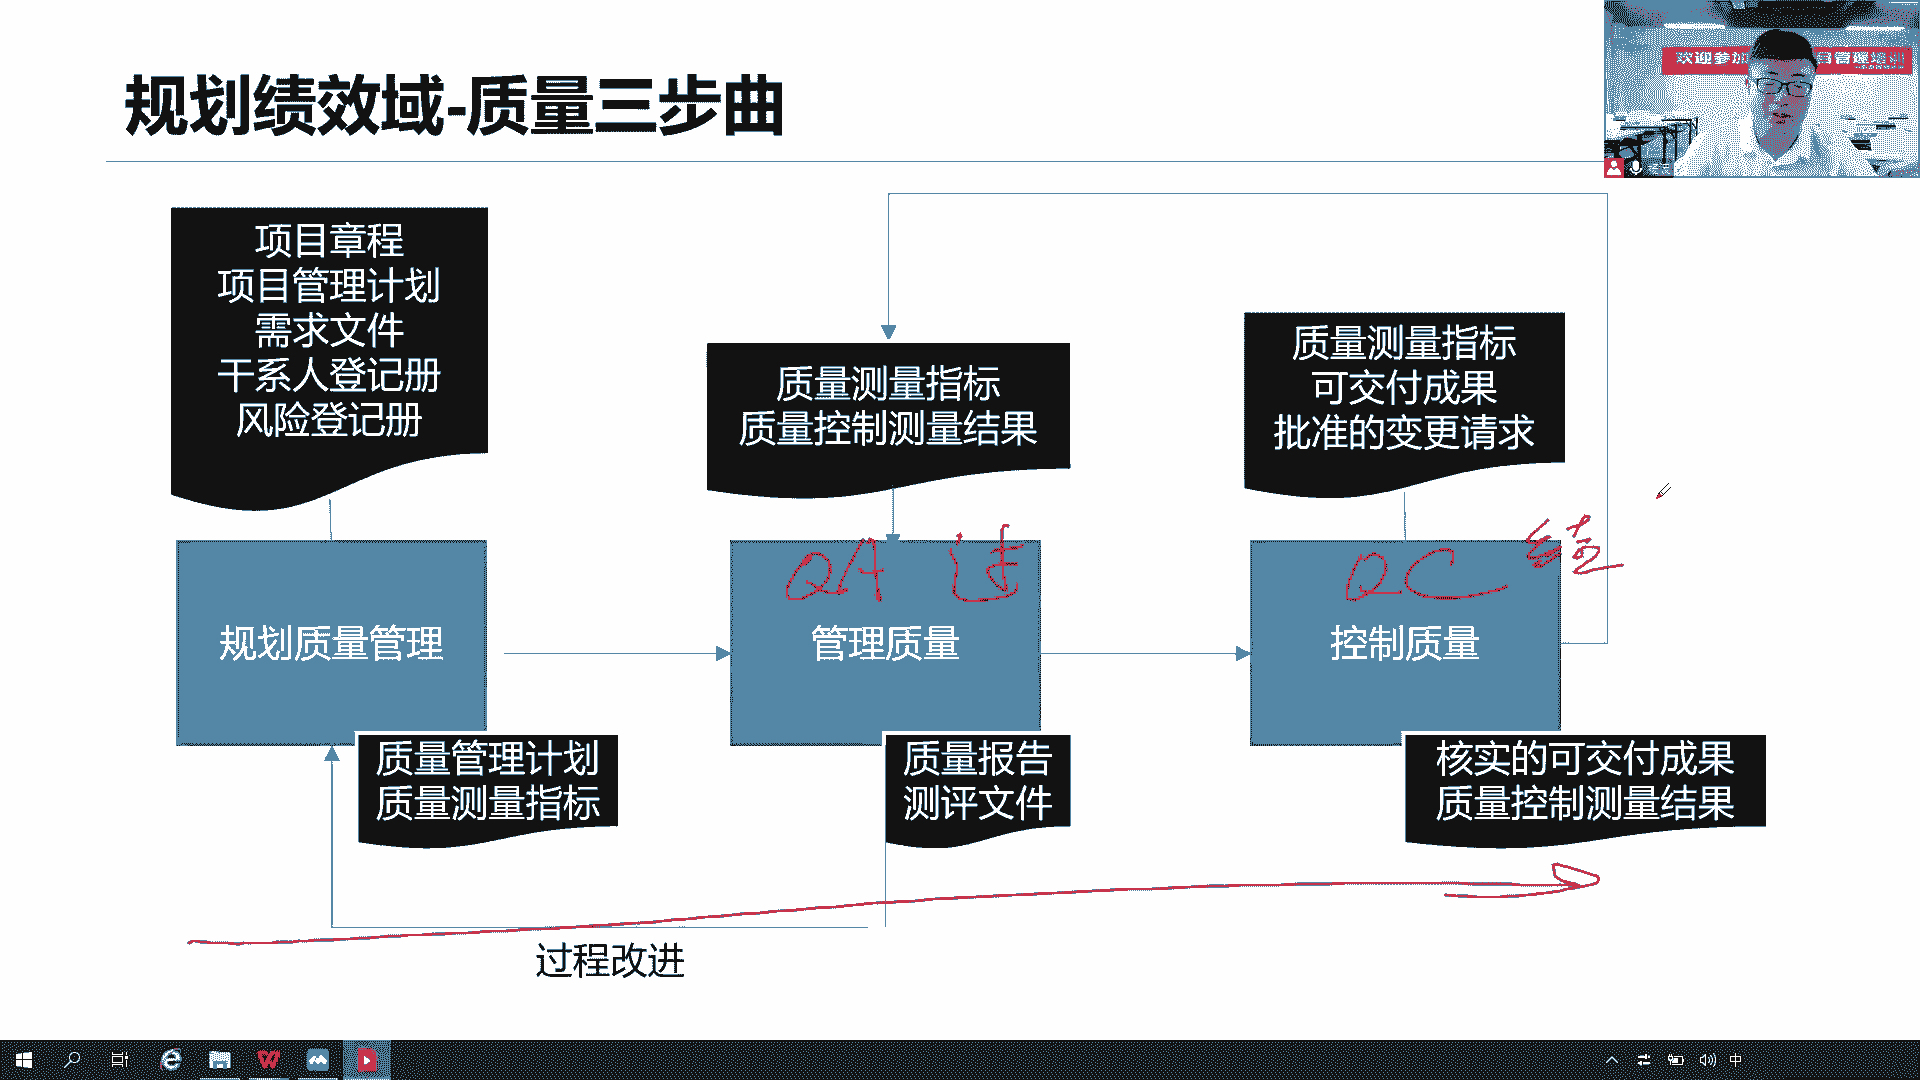 规划绩效域-质量三步曲
欢迎参加
目管理培训
项目章程
项目管理计划
需求文件
干系人登记册
风险登记册
质量测量指标
质量控制测量结果
质量测量指标
可交付成果
批准的变更请求
QA 过
QC 结
规划质量管理
管理质量
控制质量
质量管理计划
质量测量指标
质量报告
测评文件
核实的可交付成果
质量控制测量结果
过程改进
中